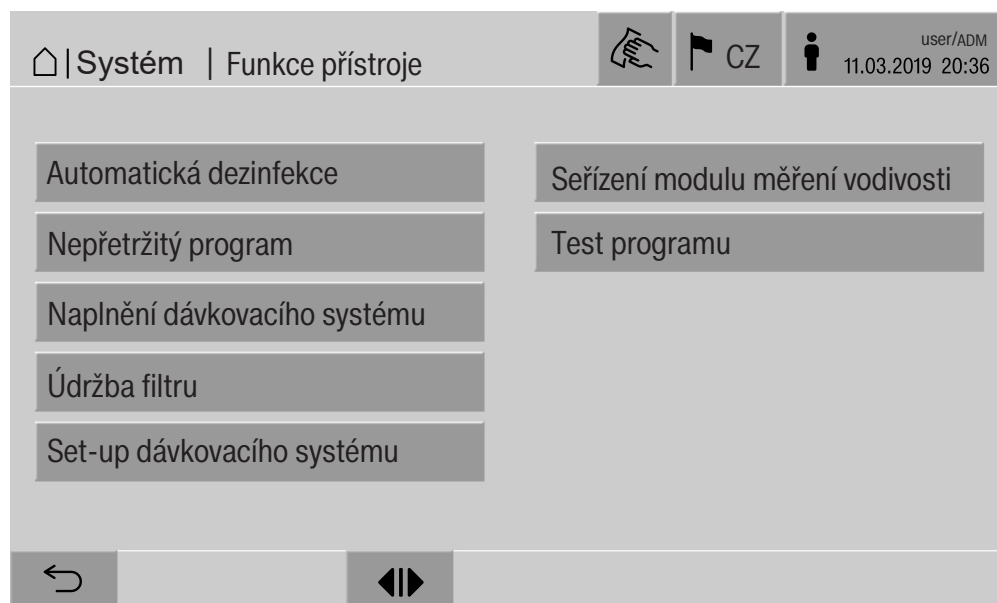 |Systém | Funkce přístroje
CZ
user/ADM
11.03.2019 20:36
Automatická dezinfekce
Nepřetržitý program
Naplnění dávkovacího systému
Údržba filtru
Set-up dávkovacího systému
Seřízení modulu měření vodivosti
Test programu